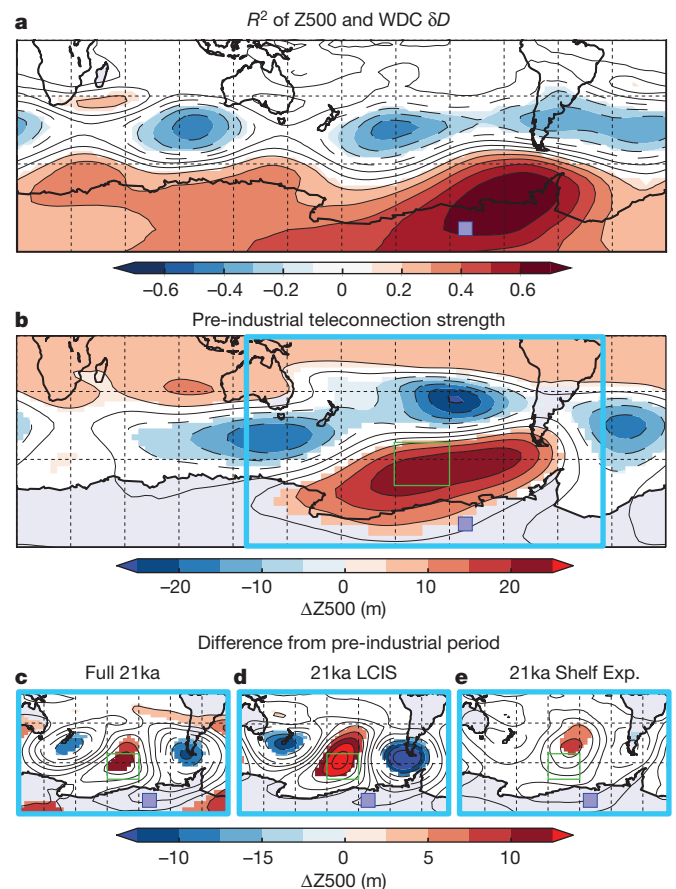 a
R² of Z500 and WDC δD
−0.6 −0.4 −0.2 0 0.2 0.4 0.6
b
Pre-industrial teleconnection strength
−20 −10 0 10 20
ΔZ500 (m)
Difference from pre-industrial period
c Full 21ka
d 21ka LCIS
e 21ka Shelf Exp.
−10 −15 0 5 10
ΔZ500 (m)